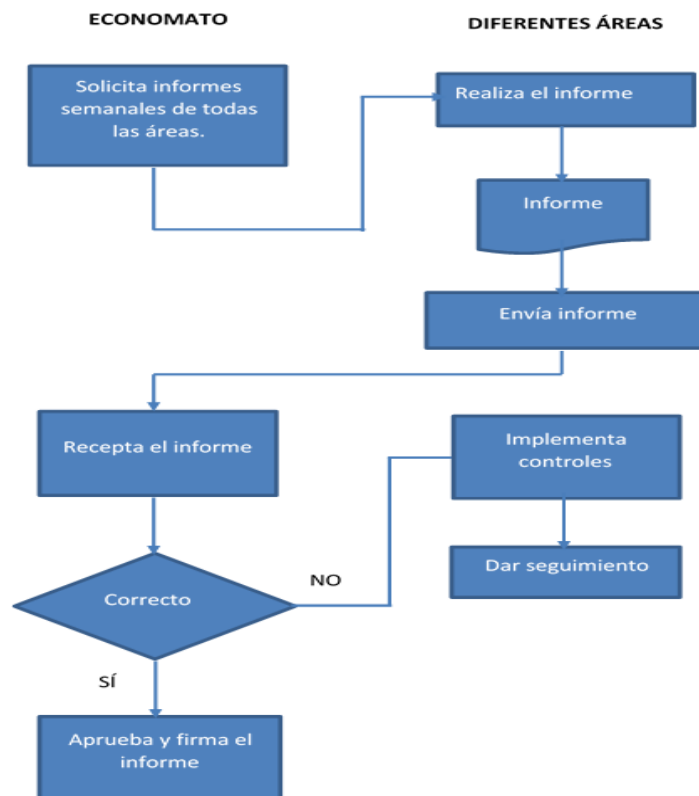 ECONOMATO
DIFERENTES ÁREAS
Solicita informes
semanales de todas
las áreas.
Realiza el informe
Informe
Envía informe
Recepta el informe
Implementa
controles
Correcto
NO
Dar seguimiento
SÍ
Aprueba y firma el
informe